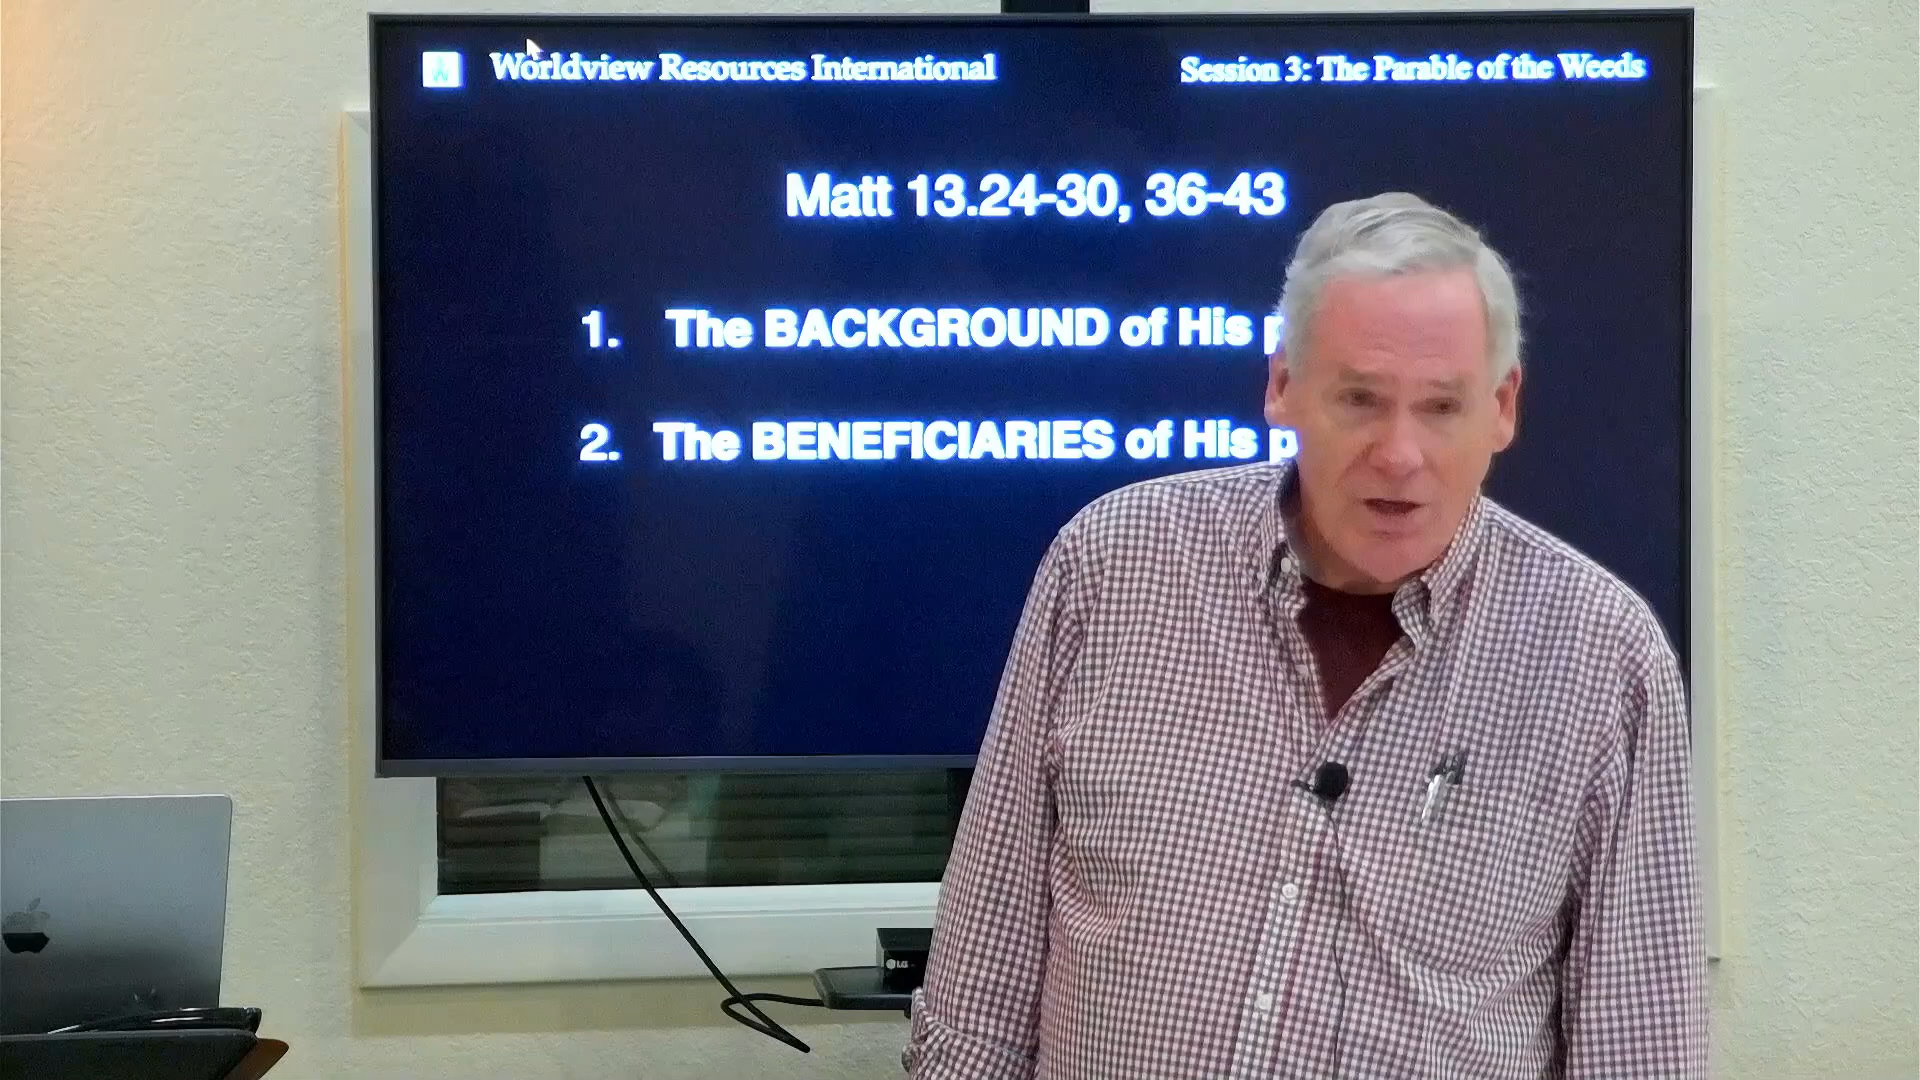 Worldview Resources International
Session 3: The Parable of the Weeds
Matt 13.24-30, 36-43
1. The BACKGROUND of His
2. The BENEFICIARIES of His
LG